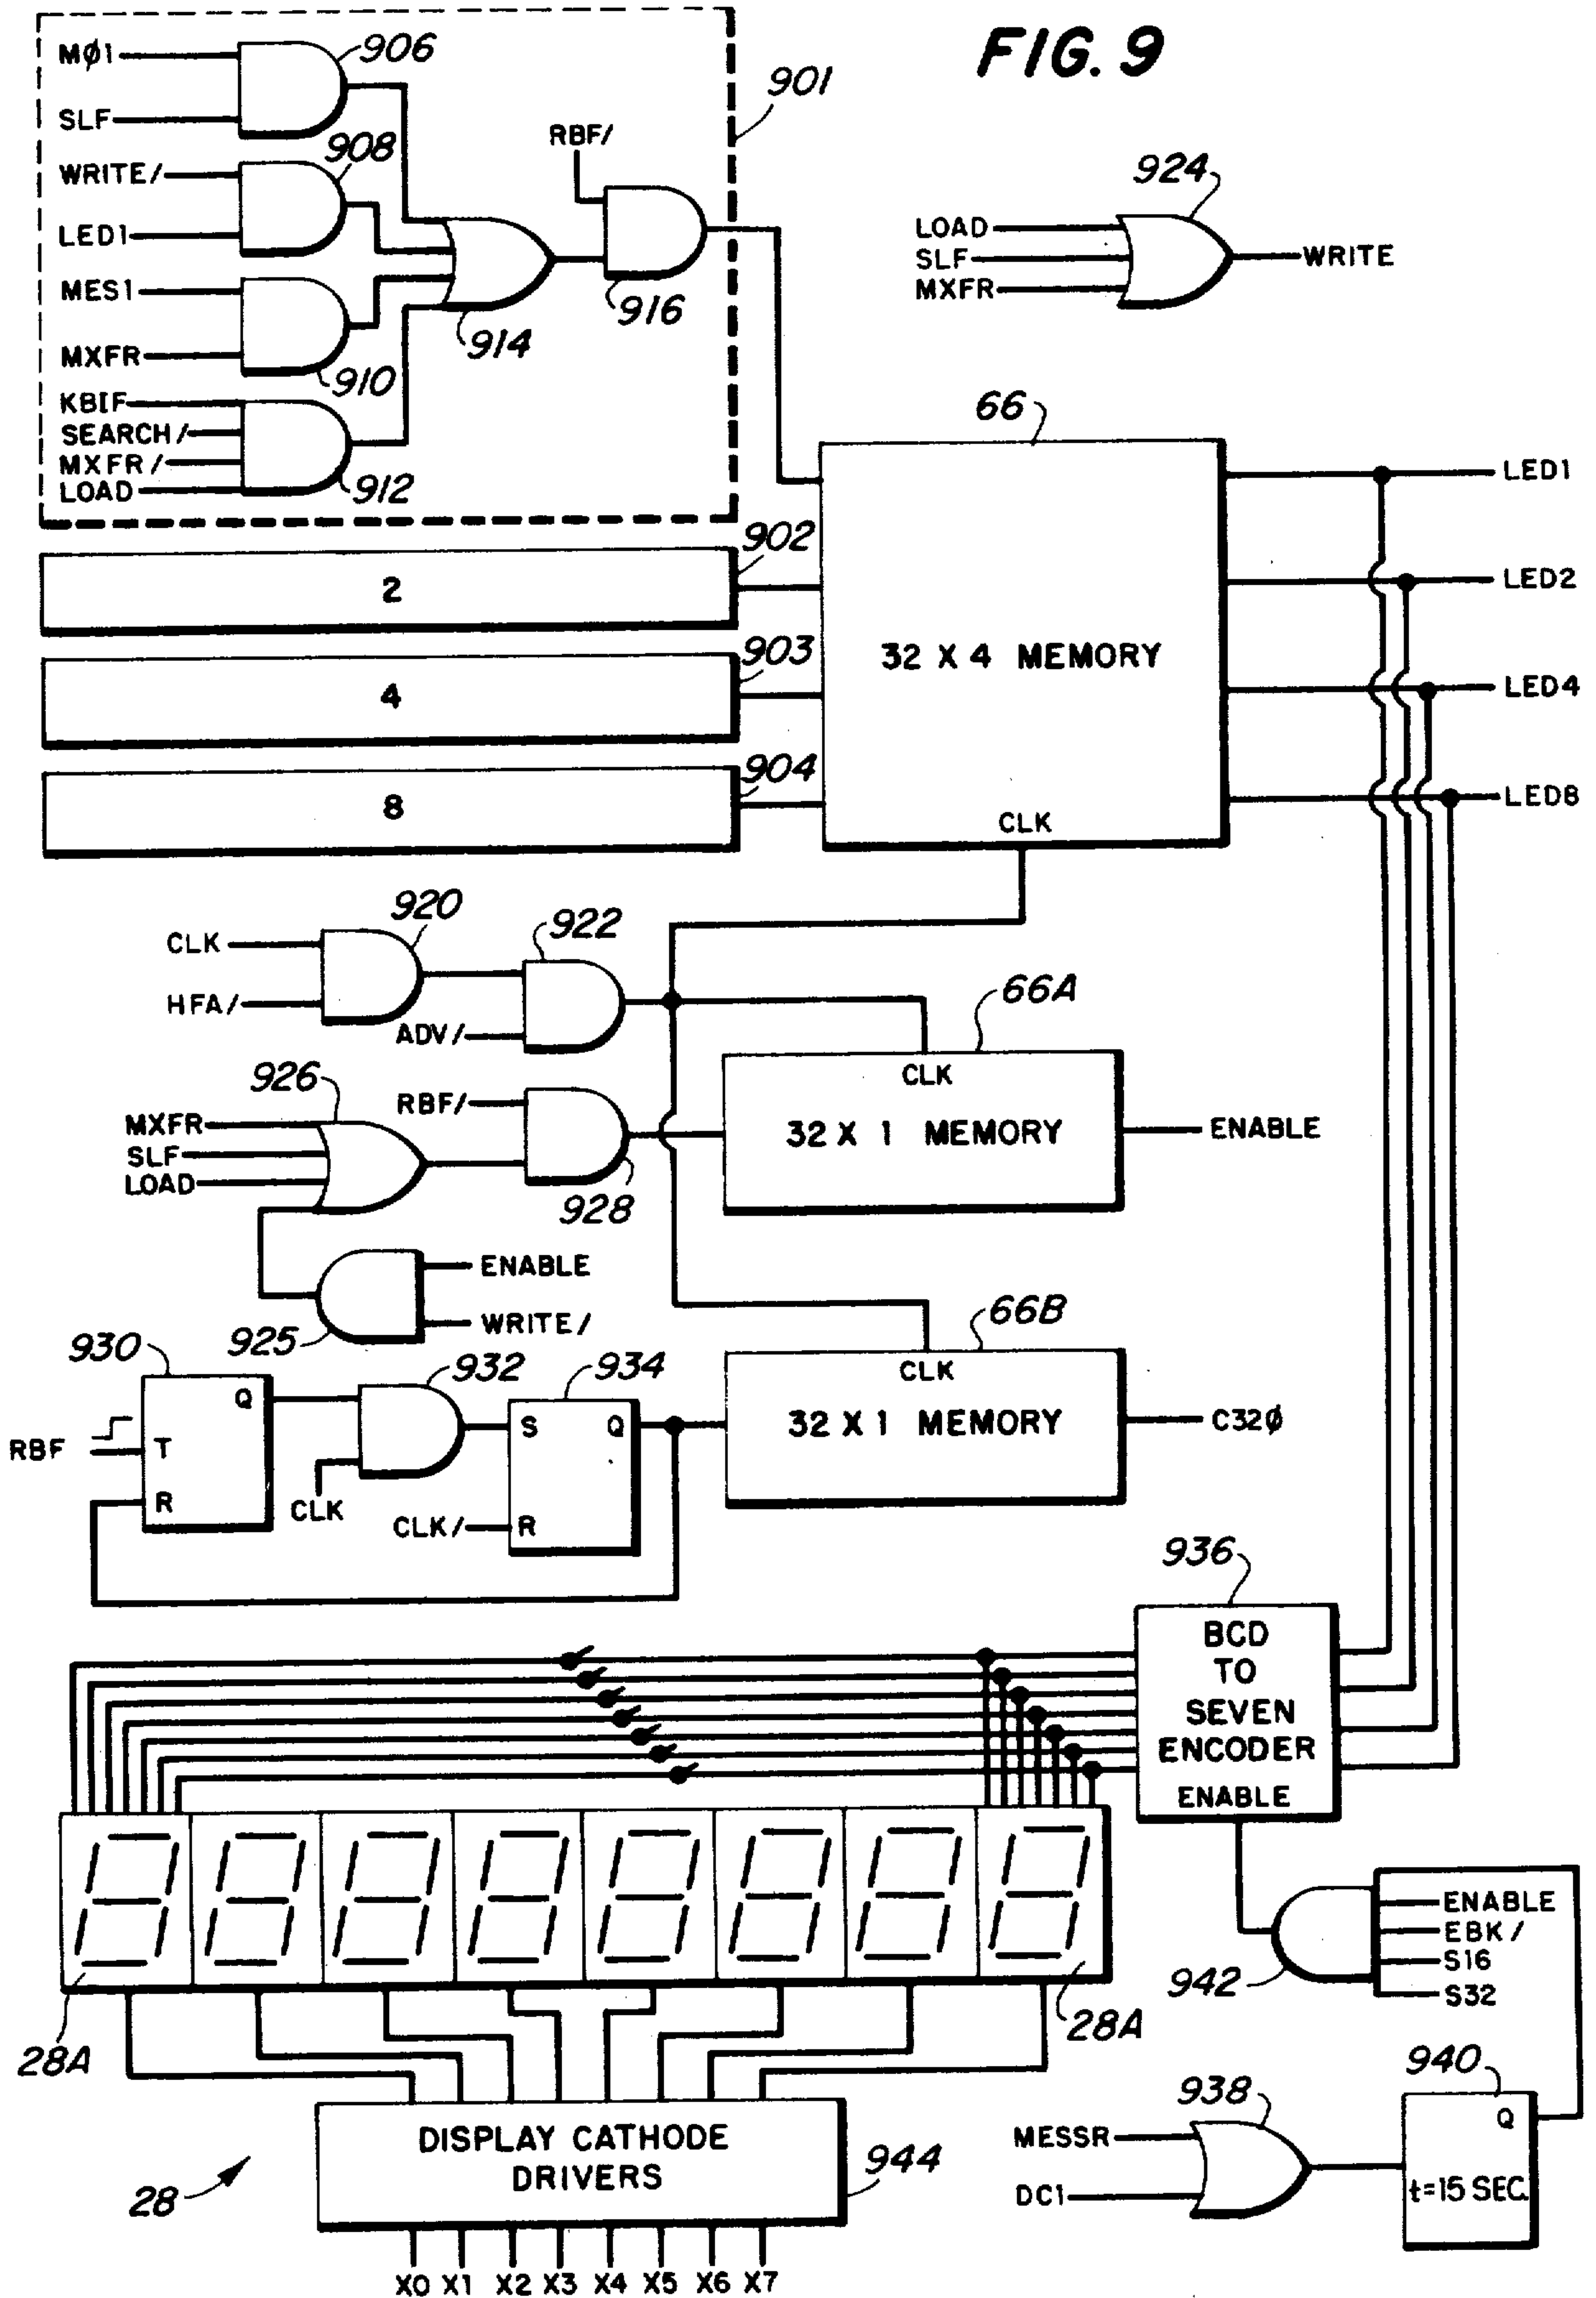 FIG. 9
MØ1
906
SLF
901
WRITE/
908
RBF/
LED1
924
LOAD
SLF
WRITE
MXFR
MES1
916
914
MXFR
910
KBIF
SEARCH/
MXFR/
LOAD
912
66
LED1
902
2
LED2
903
32 X 4 MEMORY
4
LED4
904
8
LED8
CLK
920
922
CLK
HFA/
ADV/
66A
CLK
926
RBF/
MXFR
SLF
LOAD
32 X 1 MEMORY
ENABLE
928
ENABLE
WRITE/
925
66B
930
932
934
CLK
Q
S
Q
32 X 1 MEMORY
C32Ø
RBF
T
R
CLK
CLK/
R
936
BCD
TO
SEVEN
ENCODER
ENABLE
ENABLE
EBK/
S16
S32
942
28A
28A
940
938
Q
MESSR
DISPLAY CATHODE
DRIVERS
944
t=15 SEC.
DC1
28
X0 X1 X2 X3 X4 X5 X6 X7